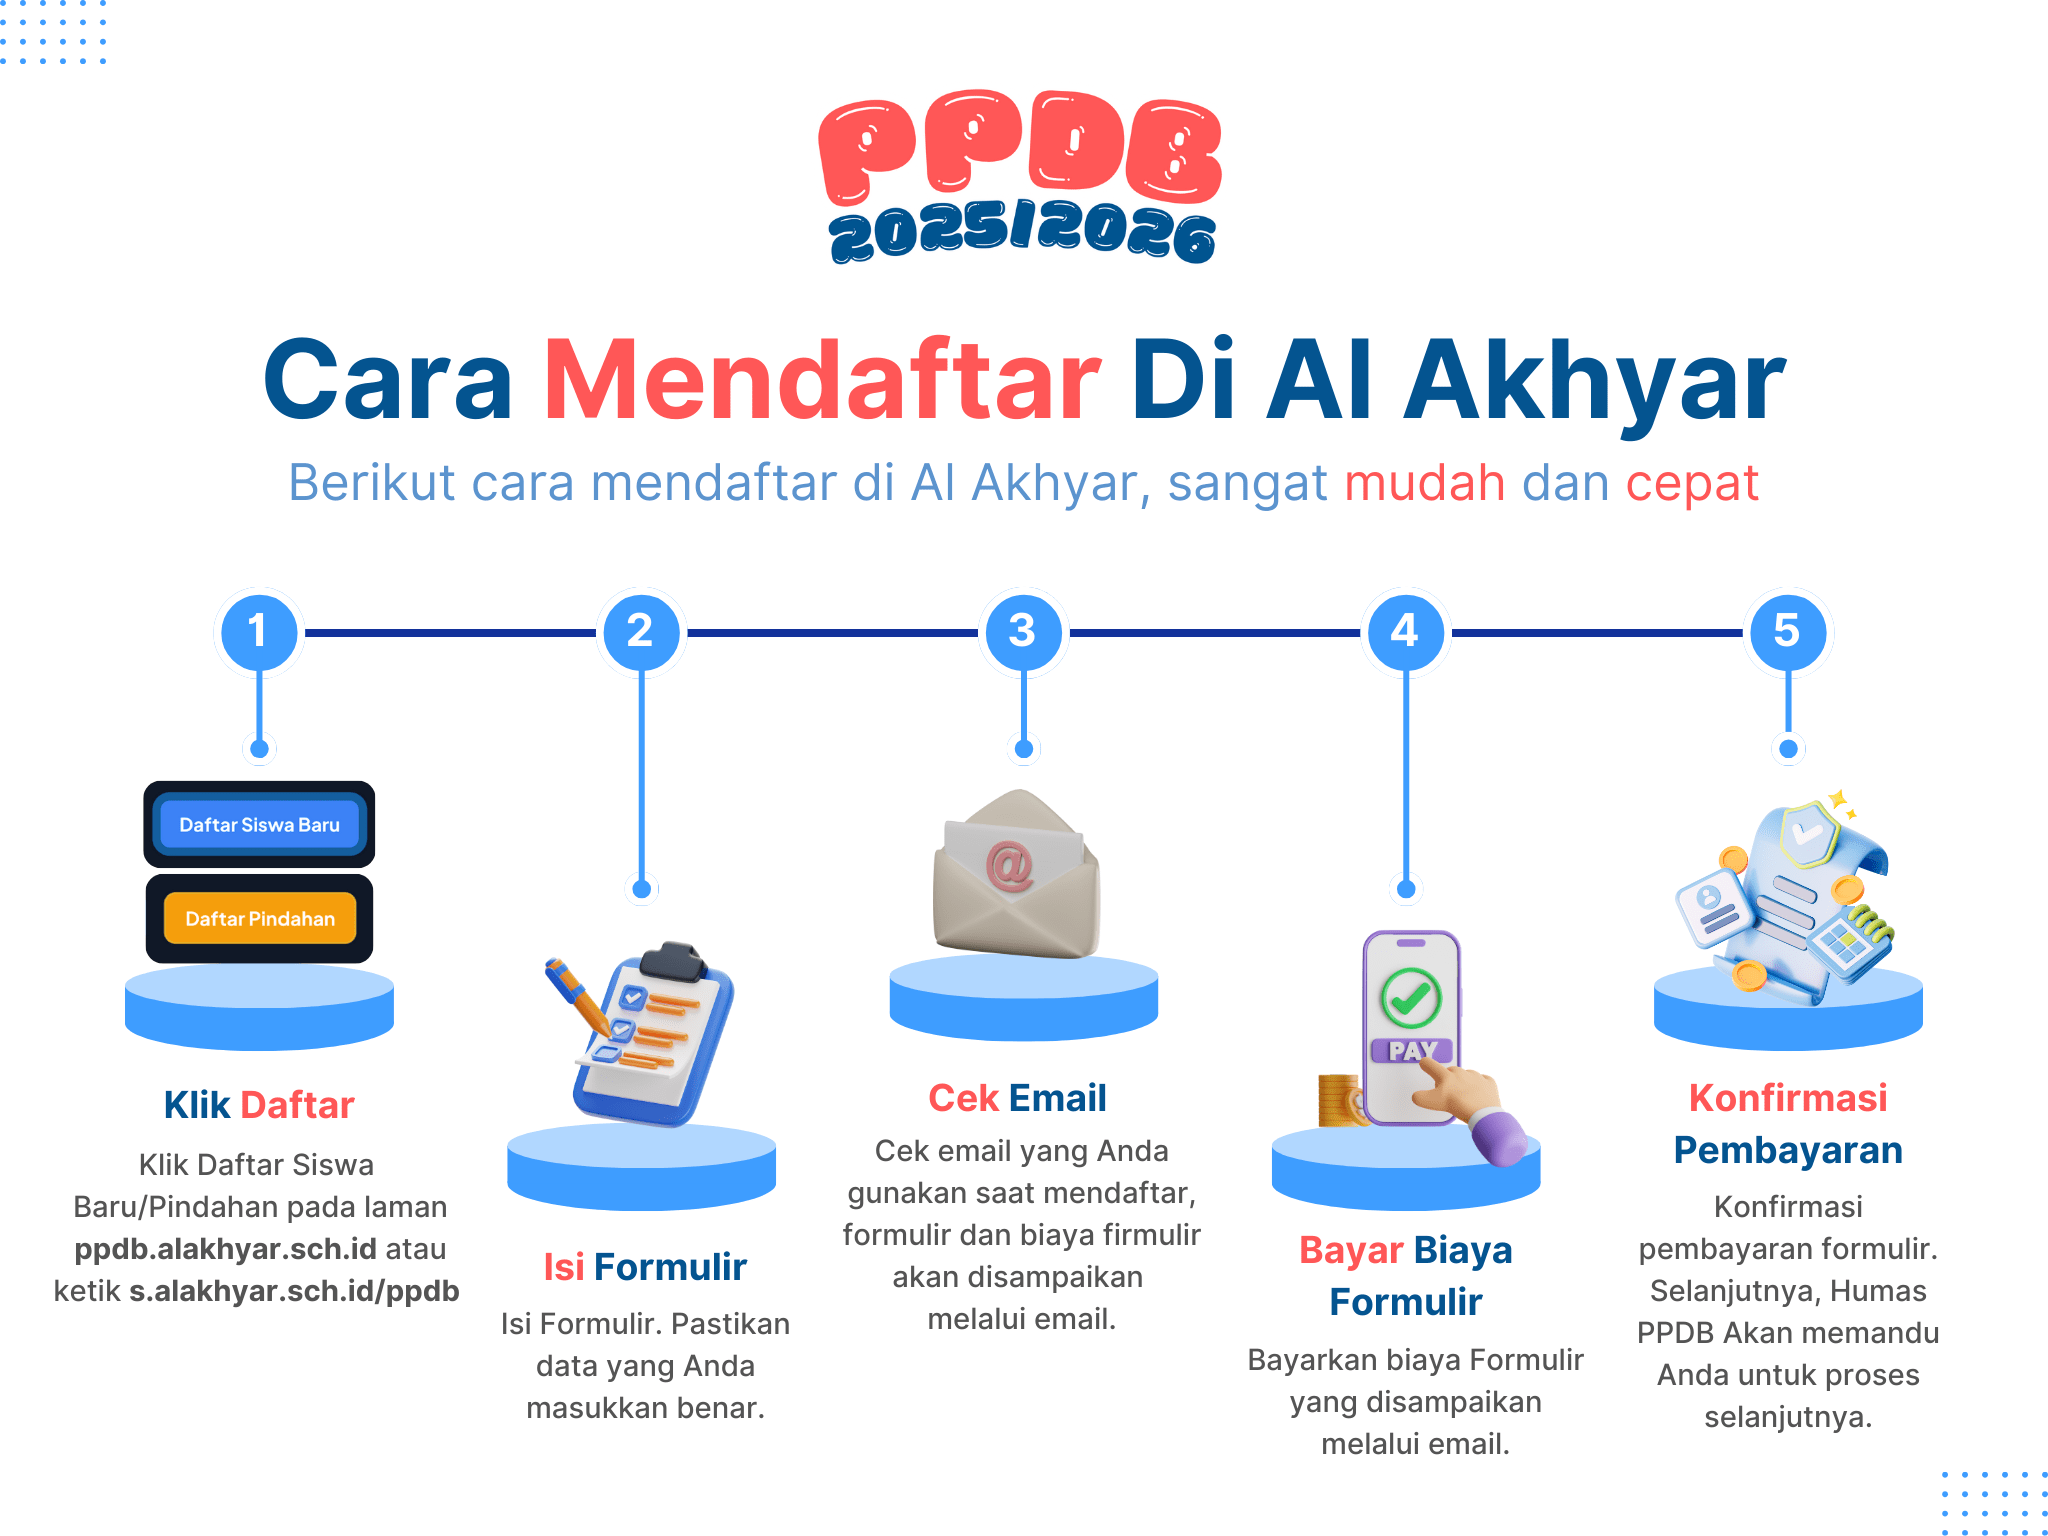 PPDB
2025/2026
Cara Mendaftar Di Al Akhyar
Berikut cara mendaftar di Al Akhyar, sangat mudah dan cepat
1
2
3
4
5
Daftar Siswa Baru
Daftar Pindahan
Klik Daftar
Klik Daftar Siswa
Baru/Pindahan pada laman
ppdb.alakhyar.sch.id atau
ketik s.alakhyar.sch.id/ppdb
Isi Formulir
Isi Formulir. Pastikan
data yang Anda
masukkan benar.
@
Cek Email
Cek email yang Anda
gunakan saat mendaftar,
formulir dan biaya firmulir
akan disampaikan
melalui email.
PAY
Bayar Biaya
Formulir
Bayarkan biaya Formulir
yang disampaikan
melalui email.
Konfirmasi
Pembayaran
Konfirmasi
pembayaran formulir.
Selanjutnya, Humas
PPDB Akan memandu
Anda untuk proses
selanjutnya.